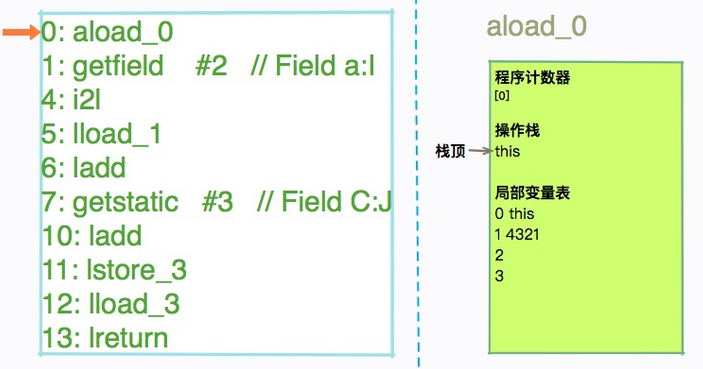 0: aload_0
1: getfield #2 // Field a:I
4: i2l
5: lload_1
6: ladd
7: getstatic #3 // Field C:J
10: ladd
11: lstore_3
12: lload_3
13: lreturn
aload_0
程序计数器
[0]
操作栈
栈顶
this
局部变量表
0 this
1 4321
2
3